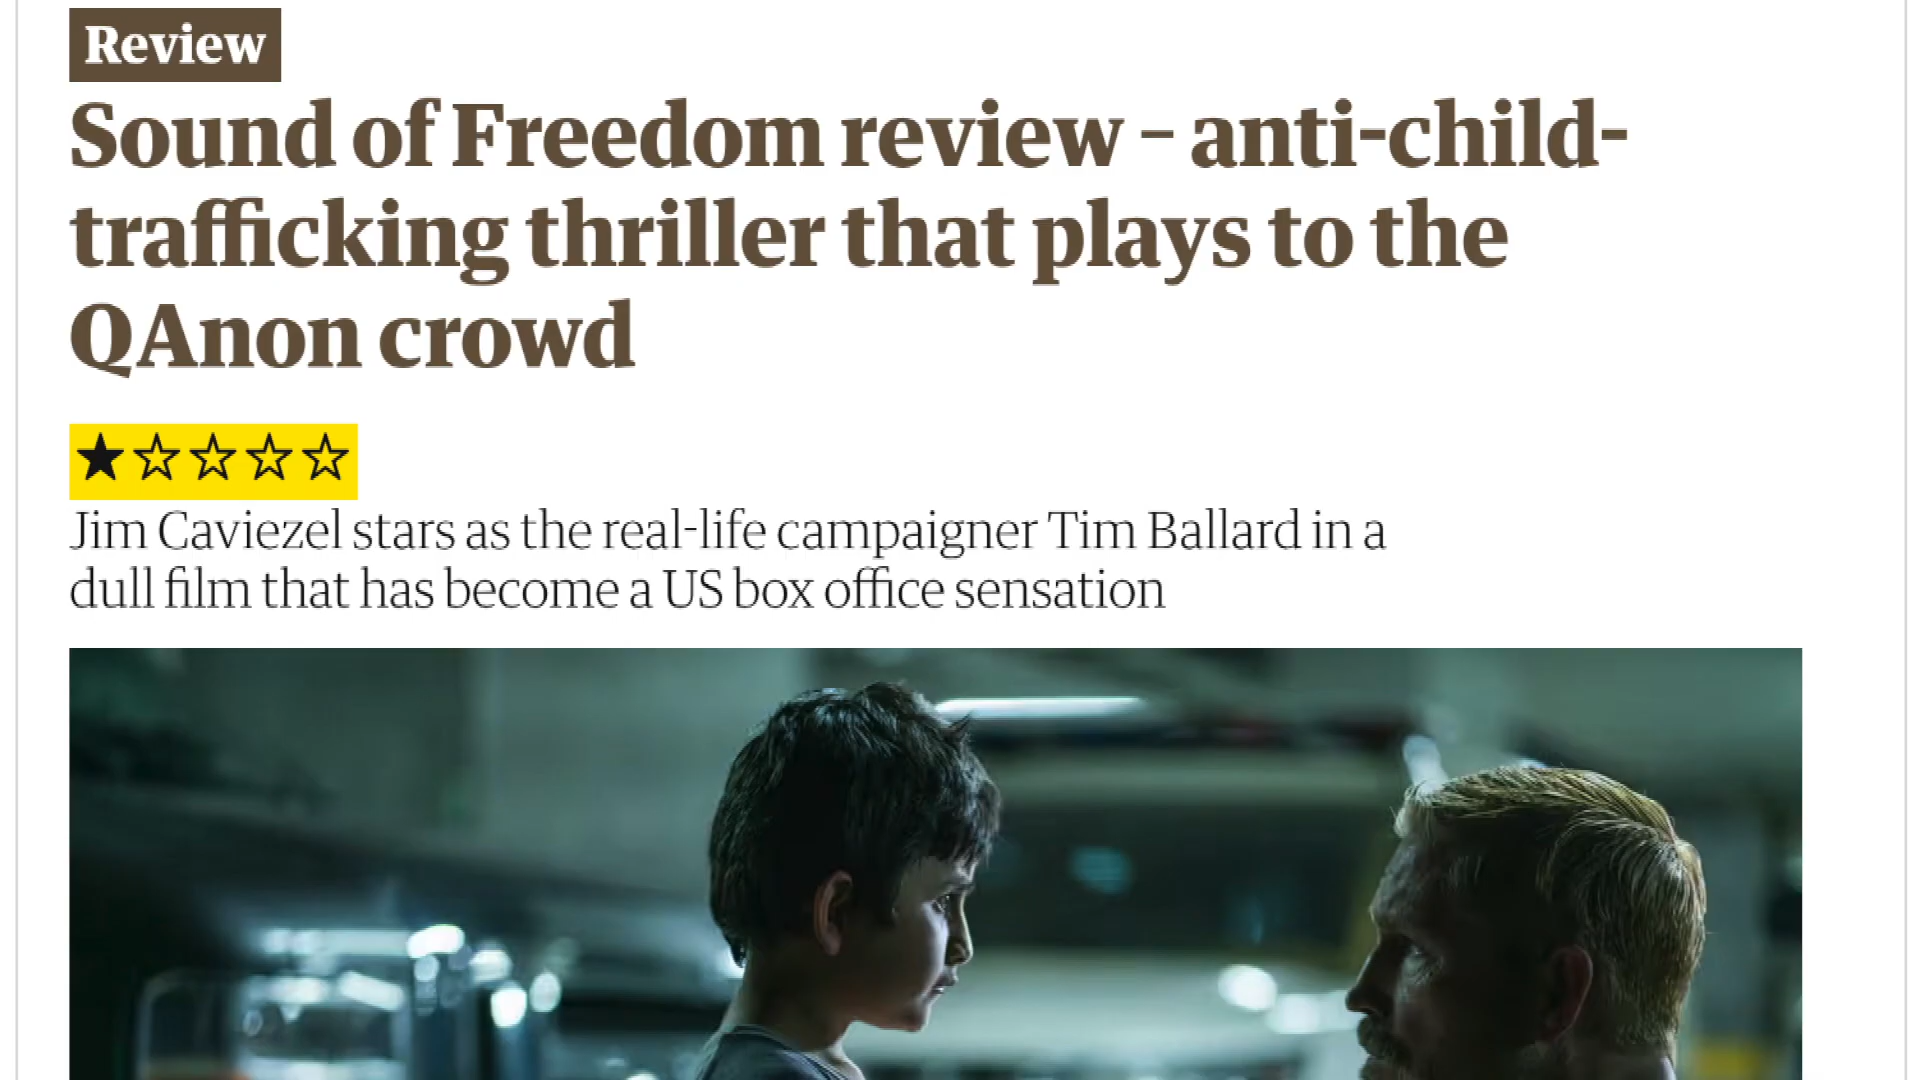 Review
Sound of Freedom review – anti-child-
trafficking thriller that plays to the
QAnon crowd
Jim Caviezel stars as the real-life campaigner Tim Ballard in a
dull film that has become a US box office sensation